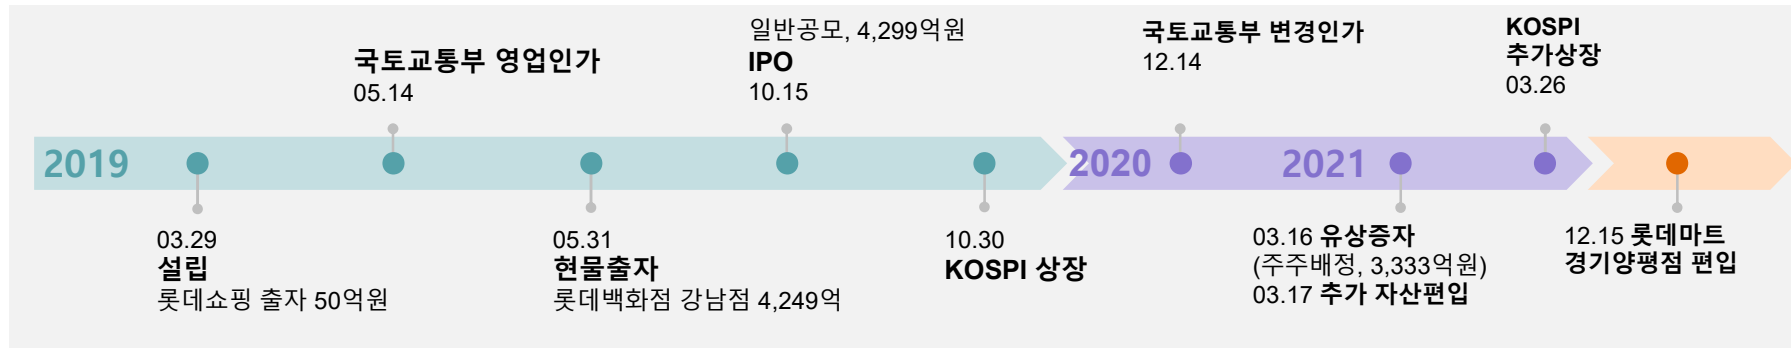 2019
03.29
설립
롯데쇼핑 출자 50억원
국토교통부 영업인가
05.14
05.31
현물출자
롯데백화점 강남점 4,249억
일반공모, 4,299억원
IPO
10.15
10.30
KOSPI 상장
2020
국토교통부 변경인가
12.14
2021
03.16 유상증자
(주주배정, 3,333억원)
03.17 추가 자산편입
KOSPI
추가상장
03.26
12.15 롯데마트
경기양평점 편입